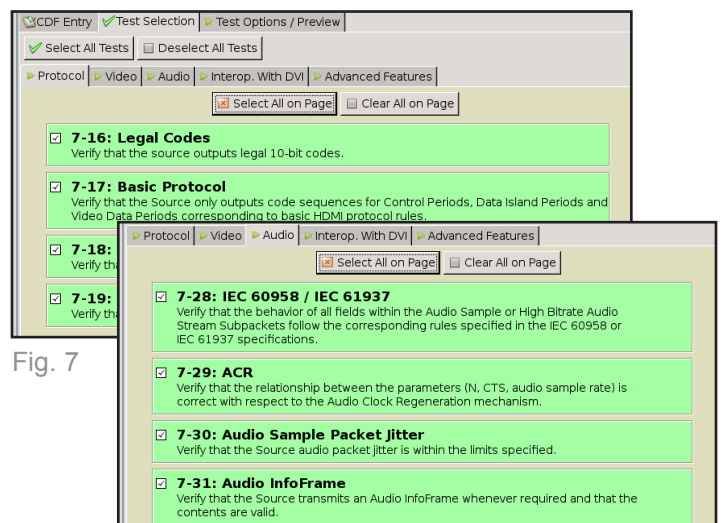 CDF Entry Test Selection Test Options / Preview
Select All Tests Deselect All Tests
Protocol Video Audio Interop. With DVI Advanced Features
Select All on Page Clear All on Page
7-16: Legal Codes
Verify that the source outputs legal 10-bit codes.
7-17: Basic Protocol
Verify that the Source only outputs code sequences for Control Periods, Data Island Periods and
Video Data Periods corresponding to basic HDMI protocol rules.
7-18:
Verify
7-19:
Verify
Fig. 7
Protocol Video Audio Interop. With DVI Advanced Features
Select All on Page Clear All on Page
7-28: IEC 60958 / IEC 61937
Verify that the behavior of all fields within the Audio Sample or High Bitrate Audio
Stream Subpackets follow the corresponding rules specified in the IEC 60958 or
IEC 61937 specifications.
7-29: ACR
Verify that the relationship between the parameters (N, CTS, audio sample rate) is
correct with respect to the Audio Clock Regeneration mechanism.
7-30: Audio Sample Packet Jitter
Verify that the Source audio packet jitter is within the limits specified.
7-31: Audio InfoFrame
Verify that the Source transmits an Audio InfoFrame whenever required and that the
contents are valid.